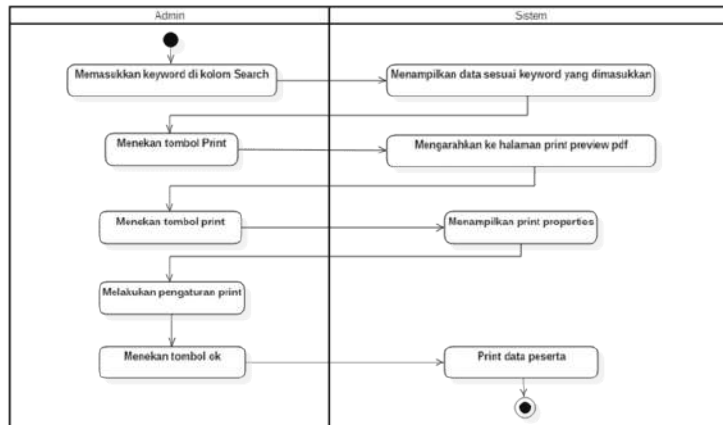 Admin
Sistem
Memasukkan keyword di kolom Search
Menampilkan data sesuai keyword yang dimasukkan
Menekan tombol Print
Mengarahkan ke halaman print preview pdf
Menekan tombol print
Menampilkan print properties
Melakukan pengaturan print
Menekan tombol ok
Print data peserta